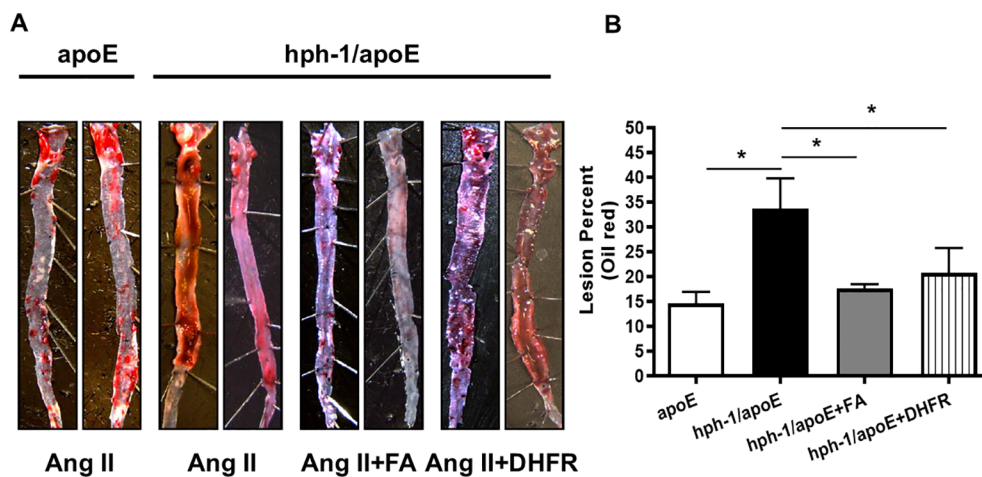 A
apoE
hph-1/apoE
Ang II
Ang II
Ang II+FA
Ang II+DHFR
B
*
*
*
Lesion Percent
(Oil red)
50
45
40
35
30
25
20
15
10
5
0
apoE
hph-1/apoE
hph-1/apoE+FA
hph-1/apoE+DHFR